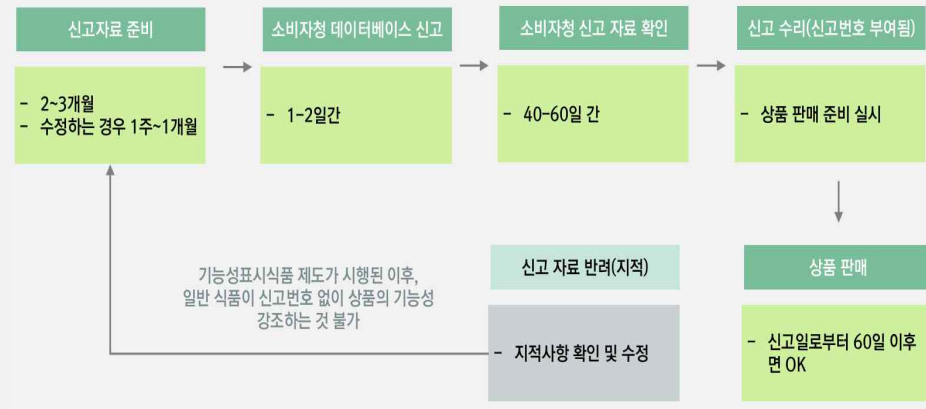 신고자료 준비
- 2~3개월
- 수정하는 경우 1주~1개월
소비자청 데이터베이스 신고
- 1-2일간
소비자청 신고 자료 확인
- 40-60일 간
신고 수리(신고번호 부여됨)
- 상품 판매 준비 실시
기능성표시식품 제도가 시행된 이후,
일반 식품이 신고번호 없이 상품의 기능성
강조하는 것 불가
신고 자료 반려(지적)
- 지적사항 확인 및 수정
상품 판매
- 신고일로부터 60일 이후
면 OK